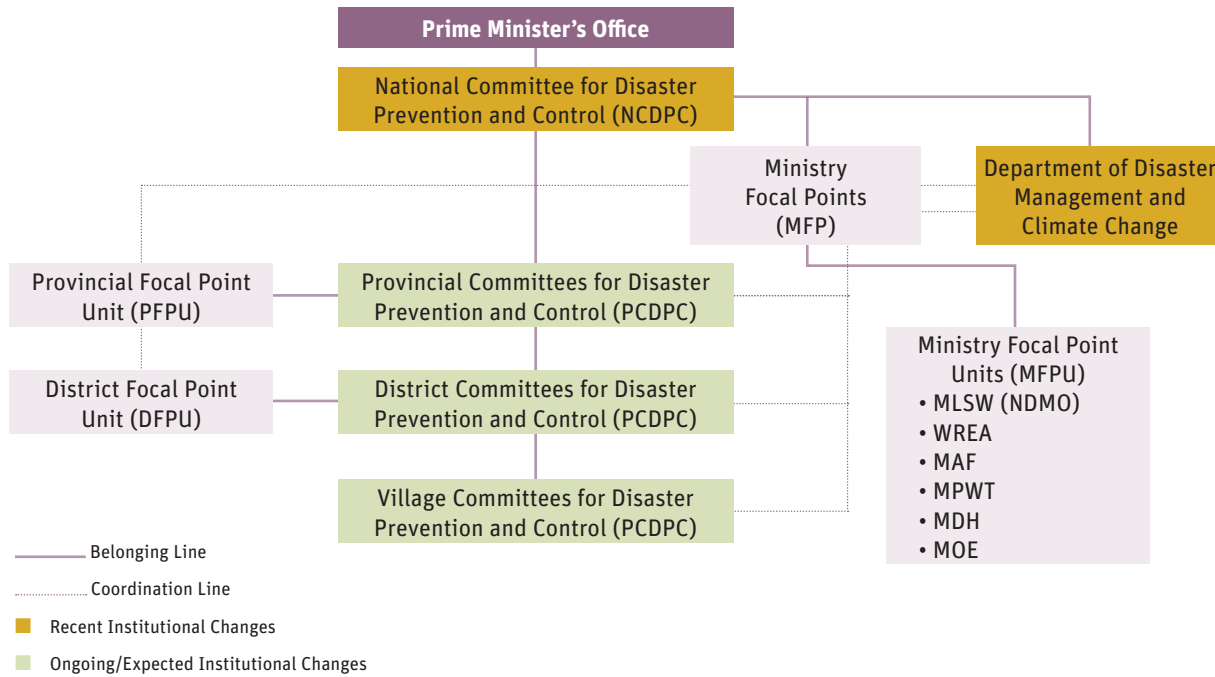 Prime Minister’s Office
National Committee for Disaster
Prevention and Control (NCDPC)
Ministry
Focal Points
(MFP)
Department of Disaster
Management and
Climate Change
Provincial Focal Point
Unit (PFPU)
Provincial Committees for Disaster
Prevention and Control (PCDPC)
District Focal Point
Unit (DFPU)
District Committees for Disaster
Prevention and Control (PCDPC)
Village Committees for Disaster
Prevention and Control (PCDPC)
Ministry Focal Point
Units (MFPU)
• MLSW (NDMO)
• WREA
• MAF
• MPWT
• MDH
• MOE
Belonging Line
Coordination Line
Recent Institutional Changes
Ongoing/Expected Institutional Changes